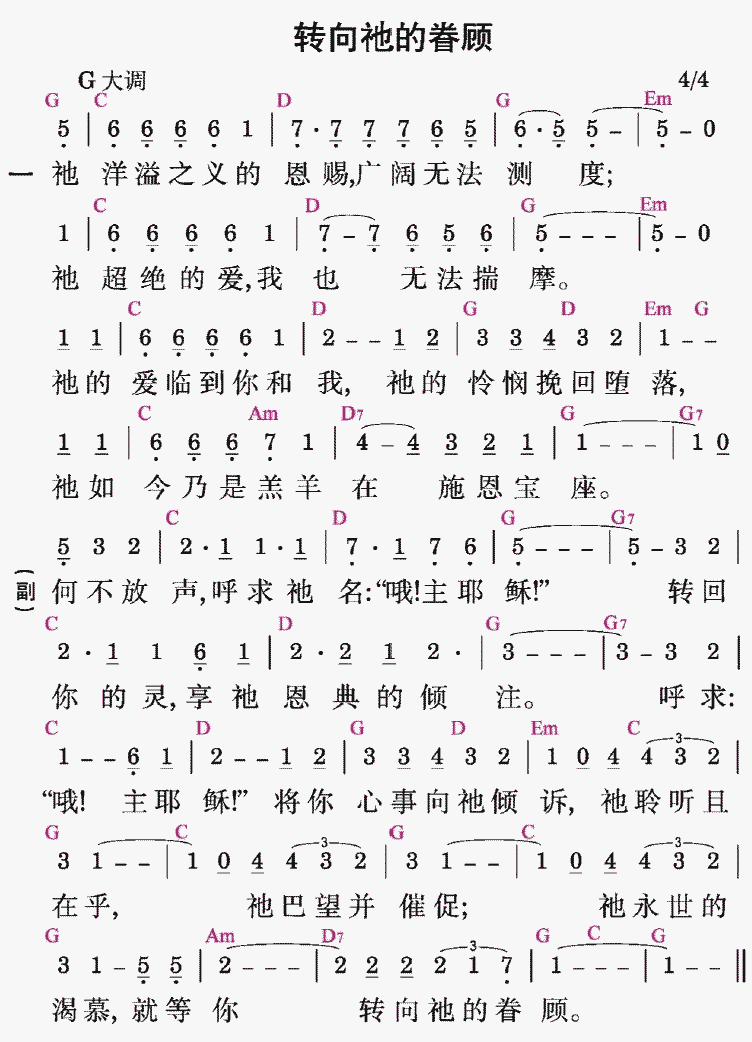 转向祂的眷顾
G 大调 4/4
G C D G Em
5 | 6 6 6 6 1 | 7 · 7 7 7 6 5 | 6 · 5 5 – | 5 – 0
一 祂 洋溢之义的 恩赐,广阔无法 测 度;
C D G Em
1 | 6 6 6 6 1 | 7 – 7 6 5 6 | 5 – – – | 5 – 0
祂 超绝的爱,我 也 无法揣 摩。
C D G D Em G
1 1 | 6 6 6 6 1 | 2 – – 1 2 | 3 3 4 3 2 | 1 – –
祂的 爱临到你和 我, 祂的 怜悯挽回堕 落,
C Am D7 G G7
1 1 | 6 6 6 7 1 | 4 – 4 3 2 1 | 1 – – – | 1 0
祂如 今乃是羔羊 在 施恩宝 座。
C D G G7
5 3 2 | 2 · 1 1 · 1 | 7 · 1 7 6 | 5 – – – | 5 – 3 2 |
(副) 何不放 声,呼求祂 名:“哦!主耶 稣!” 转回
C D G G7
2 · 1 1 6 1 | 2 · 2 1 2 · | 3 – – – | 3 – 3 2 |
你 的灵,享祂 恩典的倾 注。 呼求:
C D G D Em C
1 – – 6 1 | 2 – – 1 2 | 3 3 4 3 2 | 1 0 4 4 3 2 |
“哦! 主耶 稣!” 将你 心事向祂倾 诉, 祂聆听且
G C G C
3 1 – – | 1 0 4 4 3 2 | 3 1 – – | 1 0 4 4 3 2 |
在乎, 祂巴望并 催促; 祂永世的
G Am D7 G C G
3 1 – 5 5 | 2 – – – | 2 2 2 2 2 1 7 | 1 – – – | 1 – – ‖
渴慕,就等 你 转向祂的眷 顾。